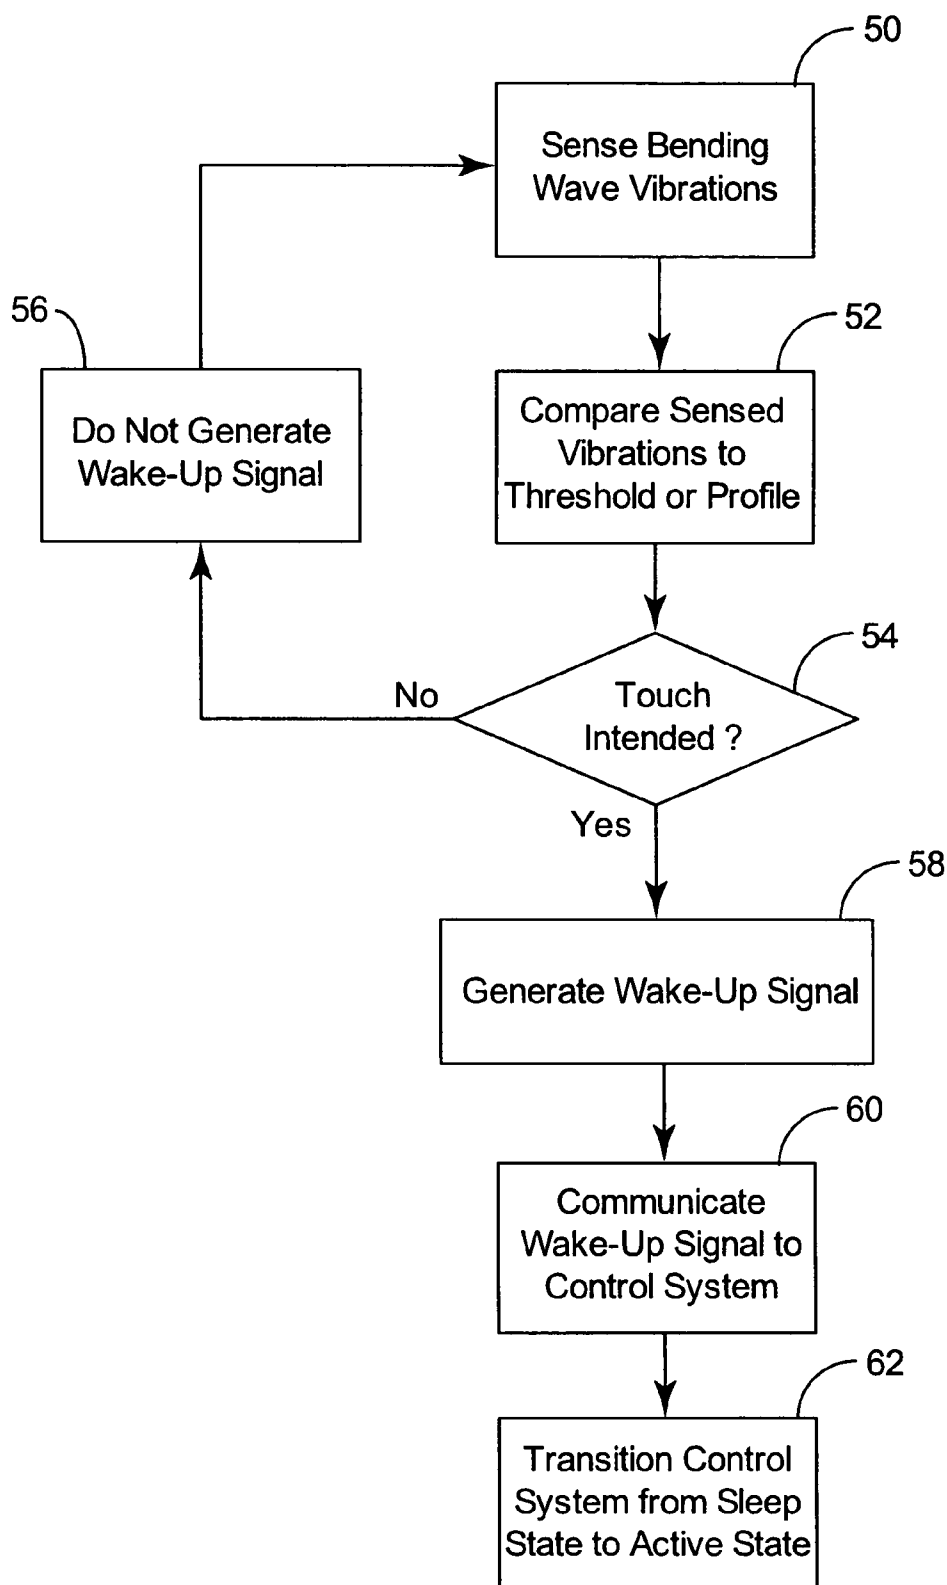 50
Sense Bending
Wave Vibrations
56
52
Do Not Generate
Wake-Up Signal
Compare Sensed
Vibrations to
Threshold or Profile
54
No
Touch
Intended ?
Yes
58
Generate Wake-Up Signal
60
Communicate
Wake-Up Signal to
Control System
62
Transition Control
System from Sleep
State to Active State